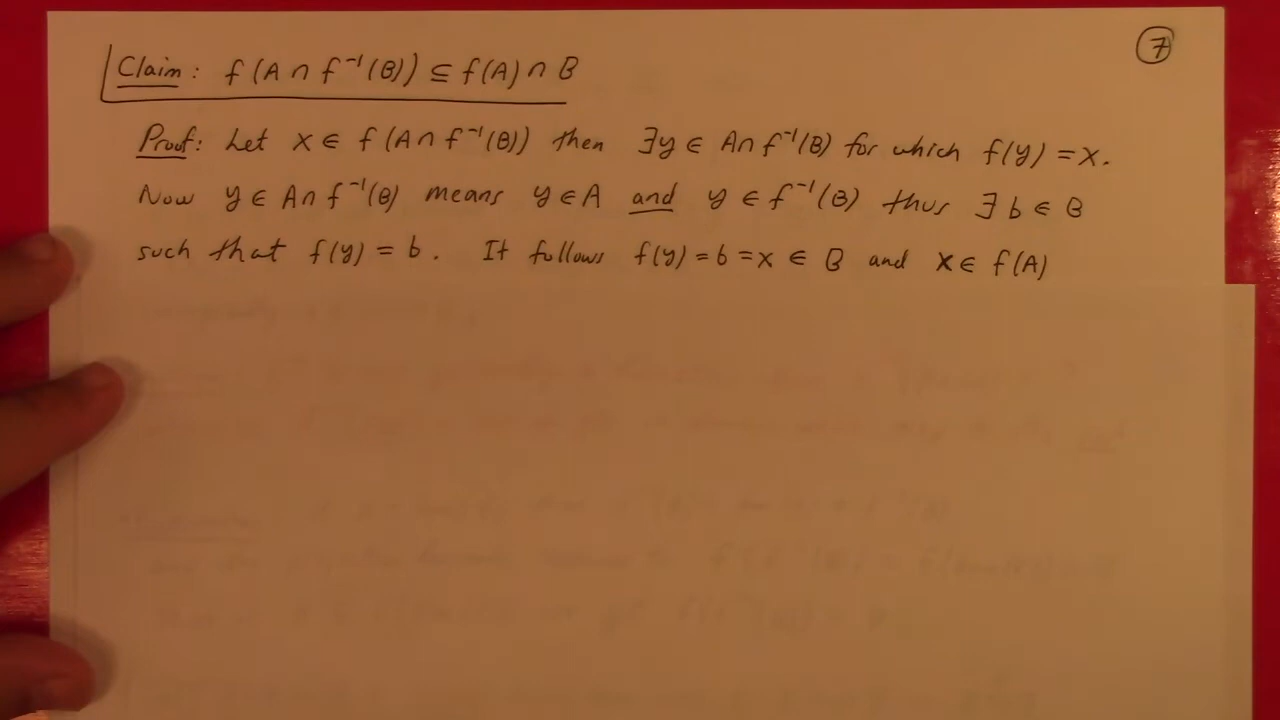 7
Claim: f(A∩f⁻¹(B)) ⊆ f(A)∩B
Proof: Let x ∈ f(A∩f⁻¹(B)) then ∃y ∈ A∩f⁻¹(B) for which f(y) = x.
Now y ∈ A∩f⁻¹(B) means y ∈ A and y ∈ f⁻¹(B) thus ∃ b ∈ B
such that f(y) = b. It follows f(y) = b = x ∈ B and x ∈ f(A)